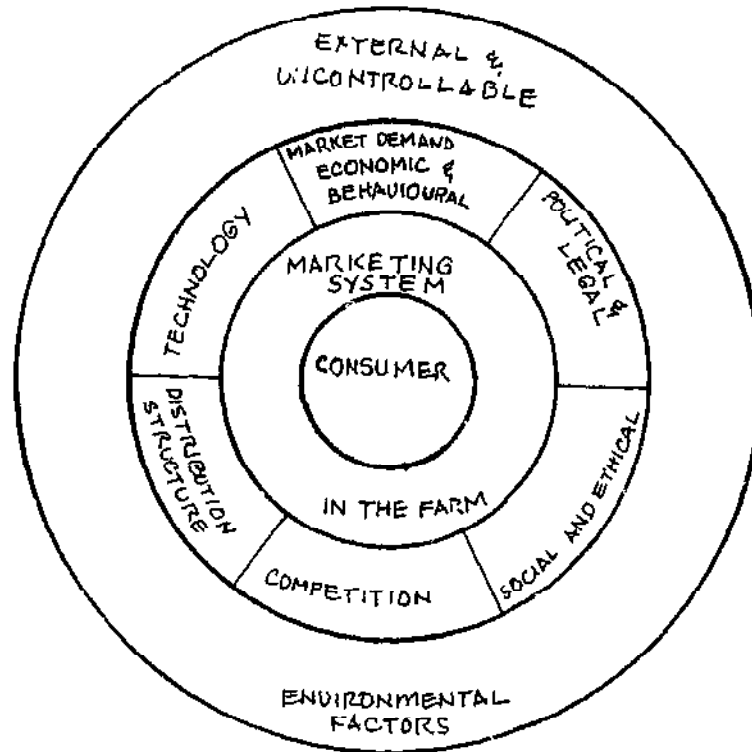 EXTERNAL &
UNCONTROLLABLE
MARKET DEMAND
ECONOMIC &
BEHAVIOURAL
POLITICAL &
LEGAL
TECHNOLOGY
MARKETING
SYSTEM
CONSUMER
DISTRIBUTION
STRUCTURE
IN THE FARM
SOCIAL AND ETHICAL
COMPETITION
ENVIRONMENTAL
FACTORS